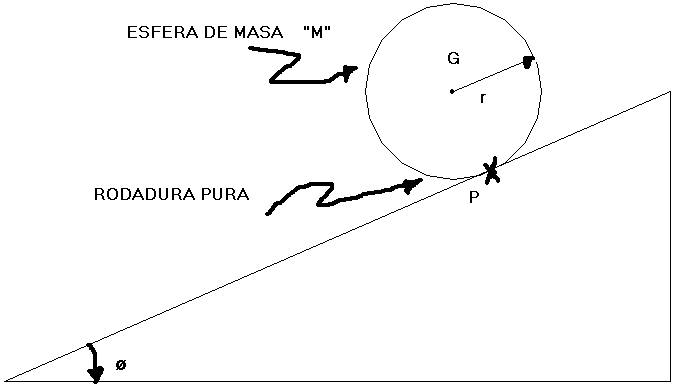 ESFERA DE MASA "M"
G
r
RODADURA PURA
P
ø